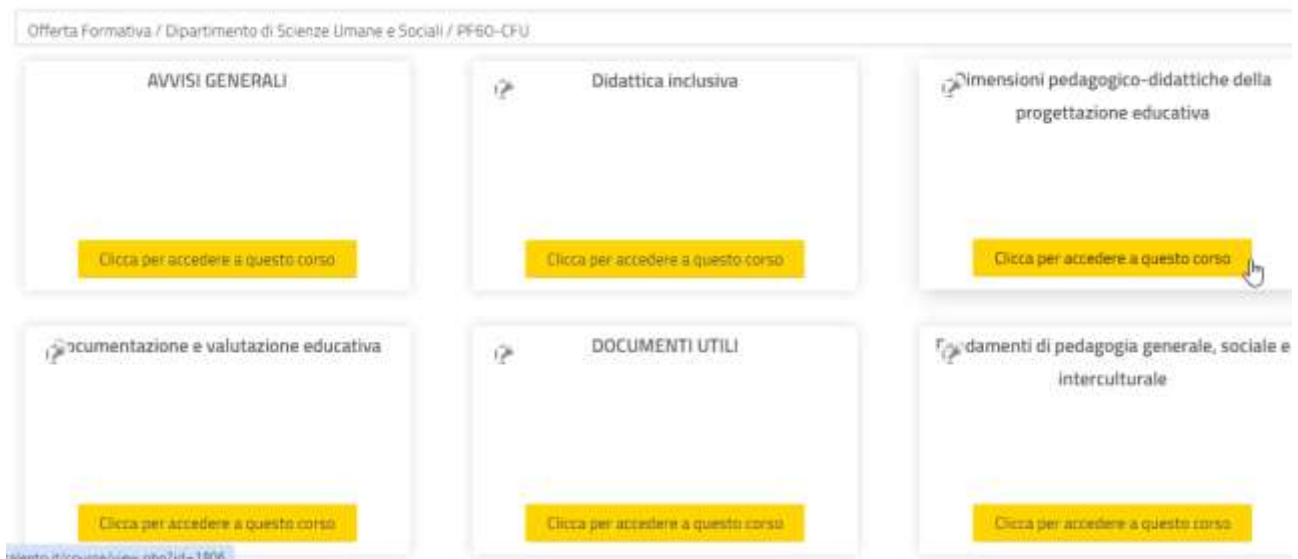 Offerta Formativa / Dipartimento di Scienze Umane e Sociali / PF60-CFU
AVVISI GENERALI
Clicca per accedere a questo corso
Didattica inclusiva
Clicca per accedere a questo corso
Dimensioni pedagogico-didattiche della
progettazione educativa
Clicca per accedere a questo corso
Documentazione e valutazione educativa
Clicca per accedere a questo corso
DOCUMENTI UTILI
Clicca per accedere a questo corso
Fondamenti di pedagogia generale, sociale e
interculturale
Clicca per accedere a questo corso